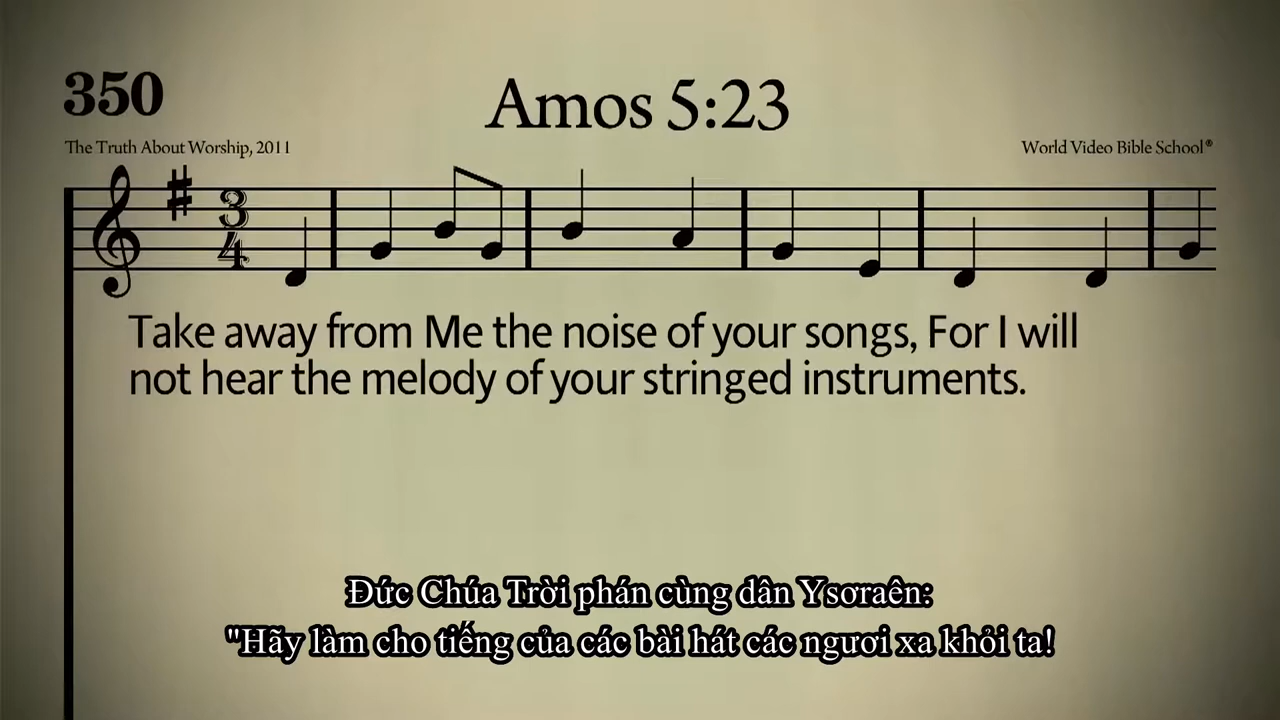 350
Amos 5:23
The Truth About Worship, 2011
World Video Bible School®
3
4
Take away from Me the noise of your songs, For I will
not hear the melody of your stringed instruments.
Đức Chúa Trời phán cùng dân Ysơraên:
"Hãy làm cho tiếng của các bài hát các ngươi xa khỏi ta!